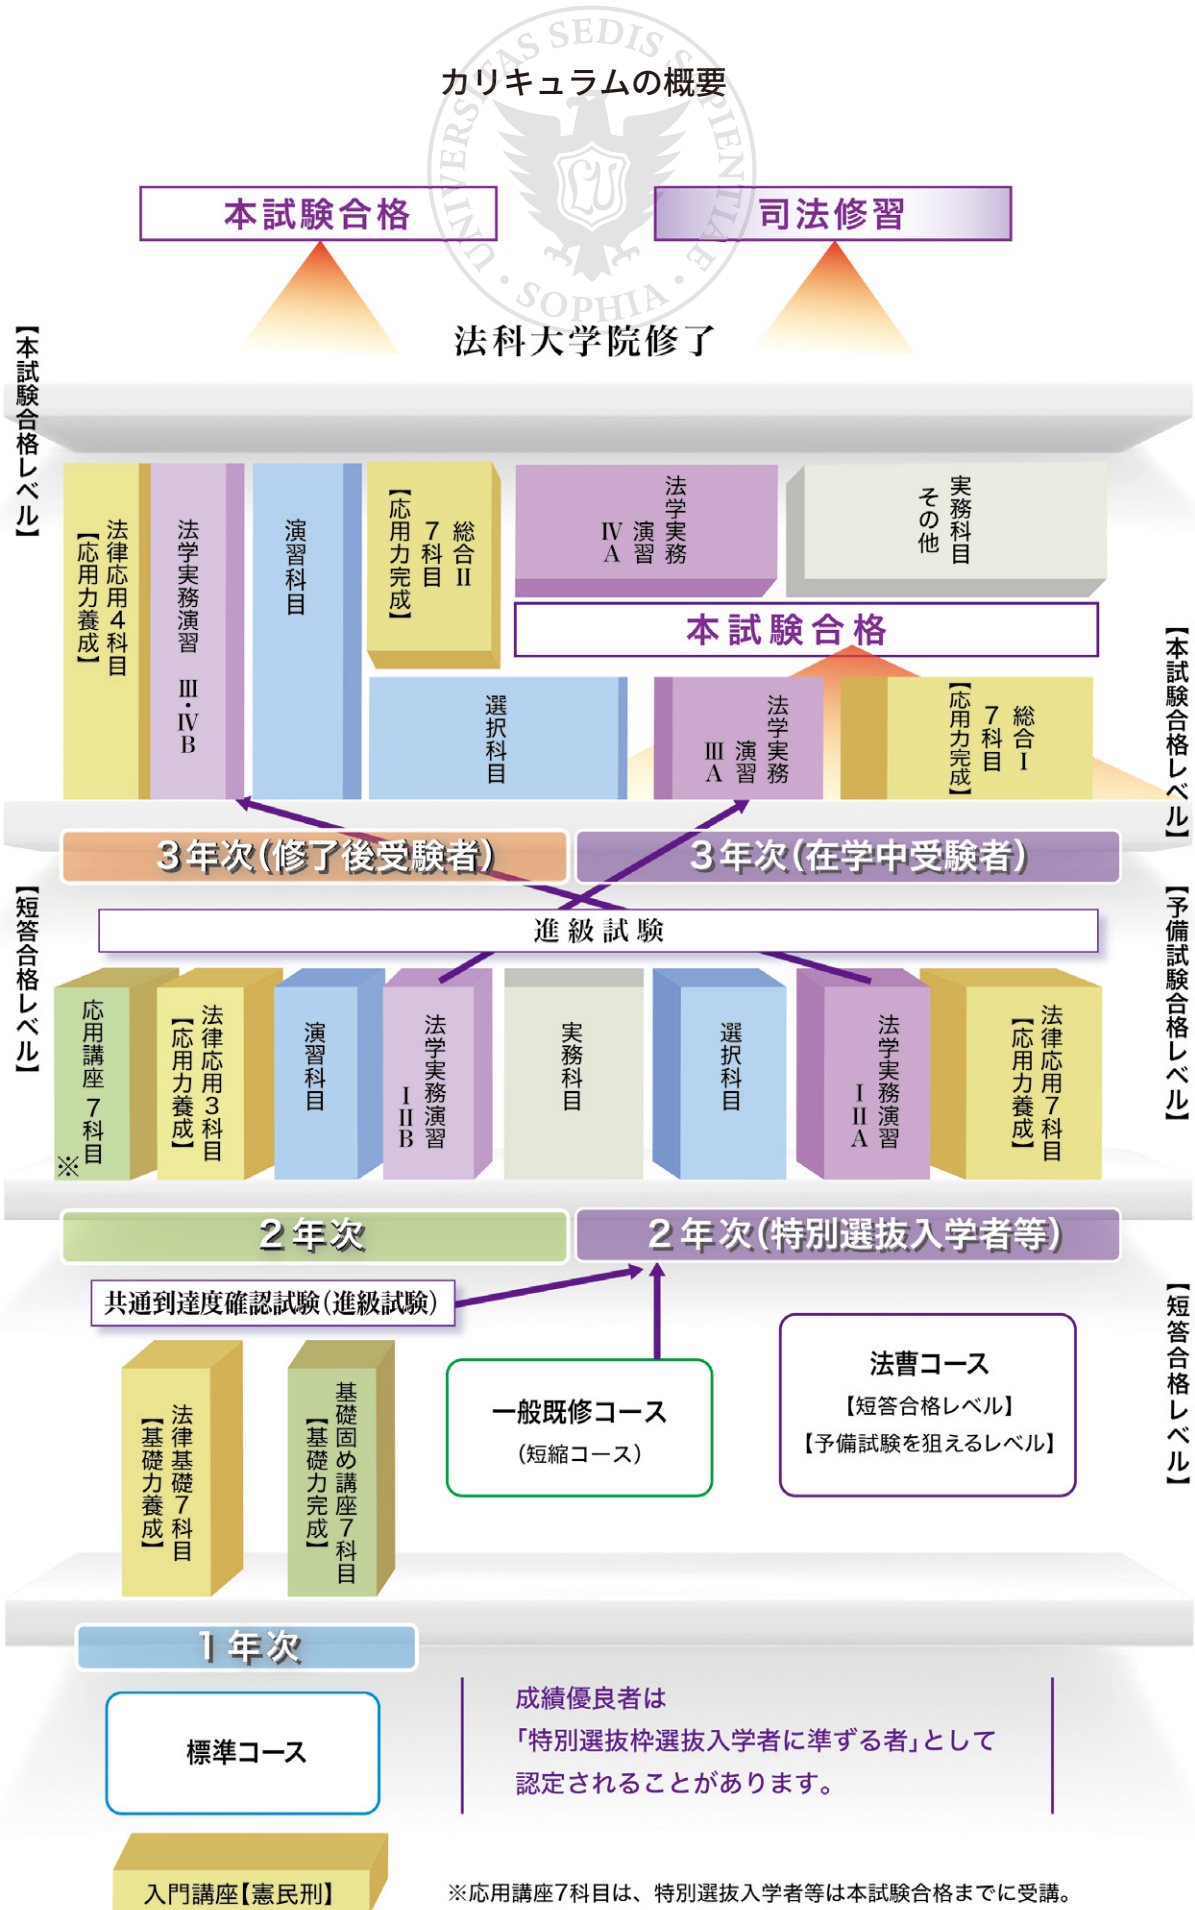 UNIVERSITAS SEDIS SAPIENTIAE
SOPHIA
LU
カリキュラムの概要
本試験合格
司法修習
法科大学院修了
【本試験合格レベル】
法律応用4科目
【応用力養成】
法学実務演習 Ⅲ・ⅣB
演習科目
総合Ⅱ
7科目
【応用力完成】
法学実務
演習
ⅣA
実務科目
その他
本試験合格
【本試験合格レベル】
選択科目
法学実務
演習
ⅢA
総合Ⅰ
7科目
【応用力完成】
3年次(修了後受験者)
3年次(在学中受験者)
【短答合格レベル】
進級試験
【予備試験合格レベル】
応用講座 7科目
※
法律応用3科目
【応用力養成】
演習科目
法学実務演習
ⅠⅡB
実務科目
選択科目
法学実務演習
ⅠⅡA
法律応用7科目
【応用力養成】
2年次
2年次(特別選抜入学者等)
共通到達度確認試験(進級試験)
【短答合格レベル】
法律基礎7科目
【基礎力養成】
基礎固め講座7科目
【基礎力完成】
一般既修コース
(短縮コース)
法曹コース
【短答合格レベル】
【予備試験を狙えるレベル】
1年次
標準コース
成績優良者は
「特別選抜枠選抜入学者に準ずる者」として
認定されることがあります。
入門講座【憲民刑】
※応用講座7科目は、特別選抜入学者等は本試験合格までに受講。